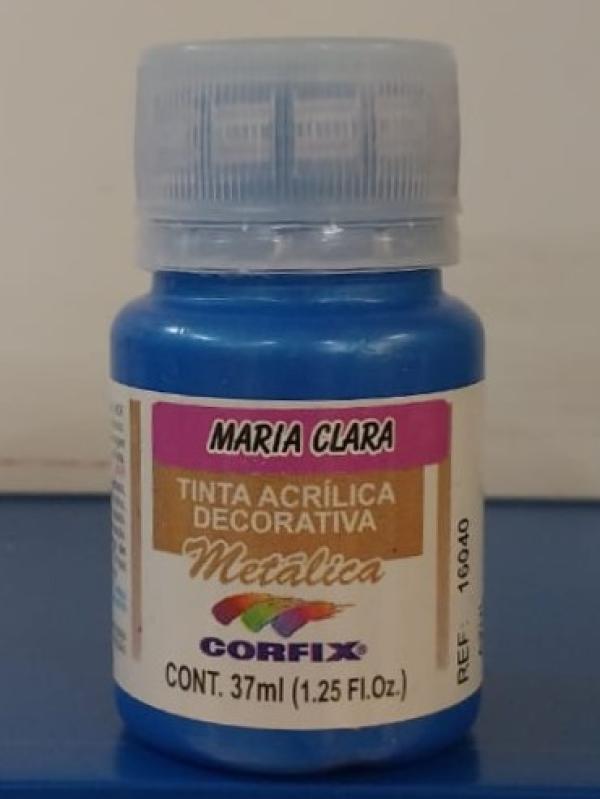 MARIA CLARA
TINTA ACRÍLICA
DECORATIVA
Metálica
CORFIX®
CONT. 37ml (1.25 Fl.Oz.)
REF: 16040